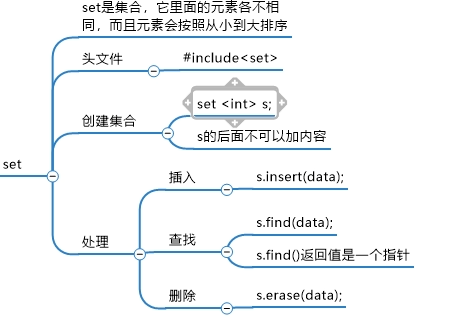 set是集合，它里面的元素各不相
同，而且元素会按照从小到大排序
头文件
#include<set>
set <int> s;
创建集合
s的后面不可以加内容
set
插入
s.insert(data);
处理
查找
s.find(data);
s.find()返回值是一个指针
删除
s.erase(data);